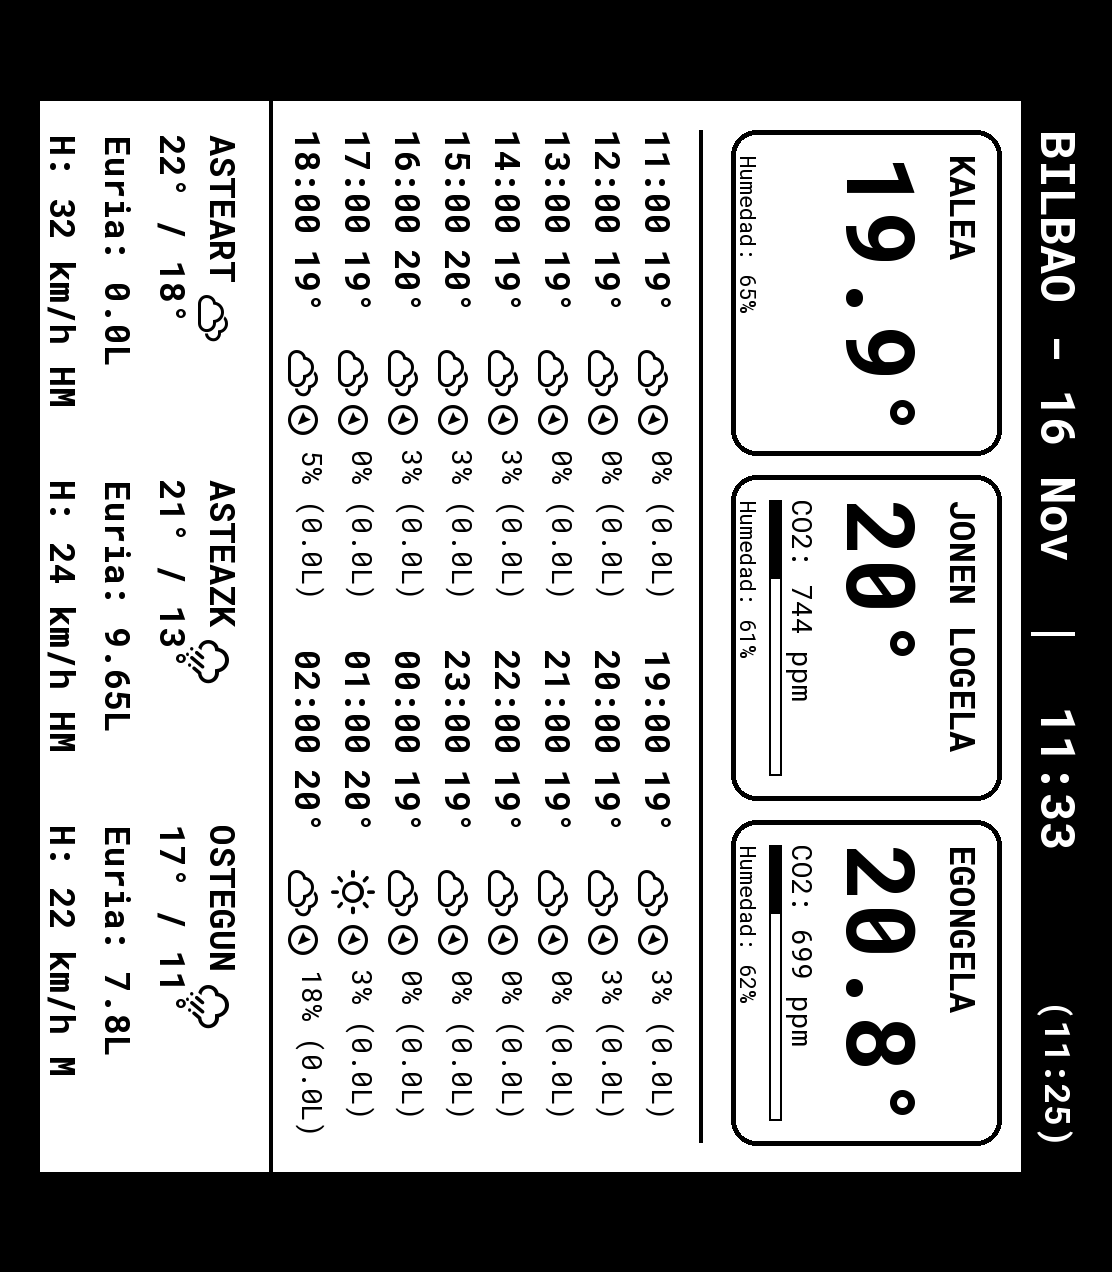 BILBAO - 16 Nov | 11:33 (11:25)
KALEA
19.9°
Humedad: 65%
JONEN LOGELA
20°
CO2: 744 ppm
Humedad: 61%
EGONGELA
20.8°
CO2: 699 ppm
Humedad: 62%
11:00 19° 0% (0.0L)
12:00 19° 0% (0.0L)
13:00 19° 0% (0.0L)
14:00 19° 3% (0.0L)
15:00 20° 3% (0.0L)
16:00 20° 3% (0.0L)
17:00 19° 0% (0.0L)
18:00 19° 5% (0.0L)
19:00 19° 3% (0.0L)
20:00 19° 3% (0.0L)
21:00 19° 0% (0.0L)
22:00 19° 0% (0.0L)
23:00 19° 0% (0.0L)
00:00 19° 0% (0.0L)
01:00 20° 3% (0.0L)
02:00 20° 18% (0.0L)
ASTEART
22° / 18°
Euria: 0.0L
H: 32 km/h HM
ASTEAZK
21° / 13°
Euria: 9.65L
H: 24 km/h HM
OSTEGUN
17° / 11°
Euria: 7.8L
H: 22 km/h M